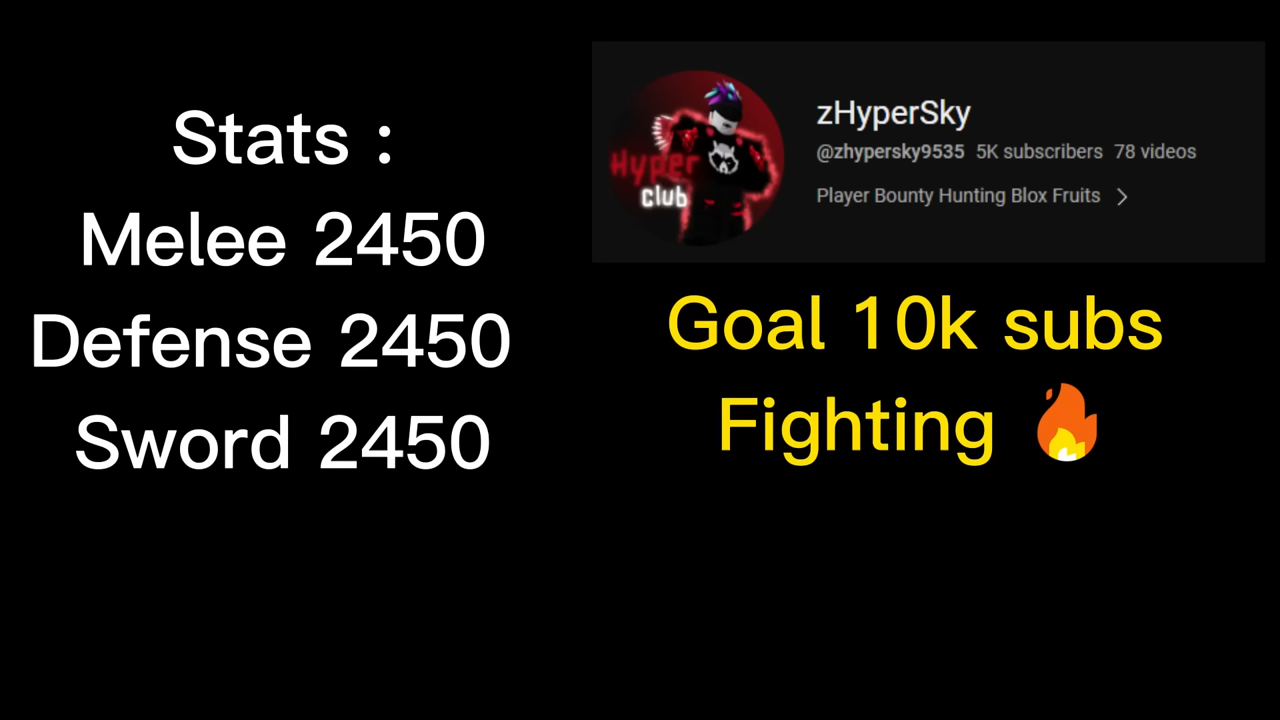 Stats :
Melee 2450
Defense 2450
Sword 2450
Hyper
club
zHyperSky
@zhypersky9535 5K subscribers 78 videos
Player Bounty Hunting Blox Fruits
Goal 10k subs
Fighting 🔥